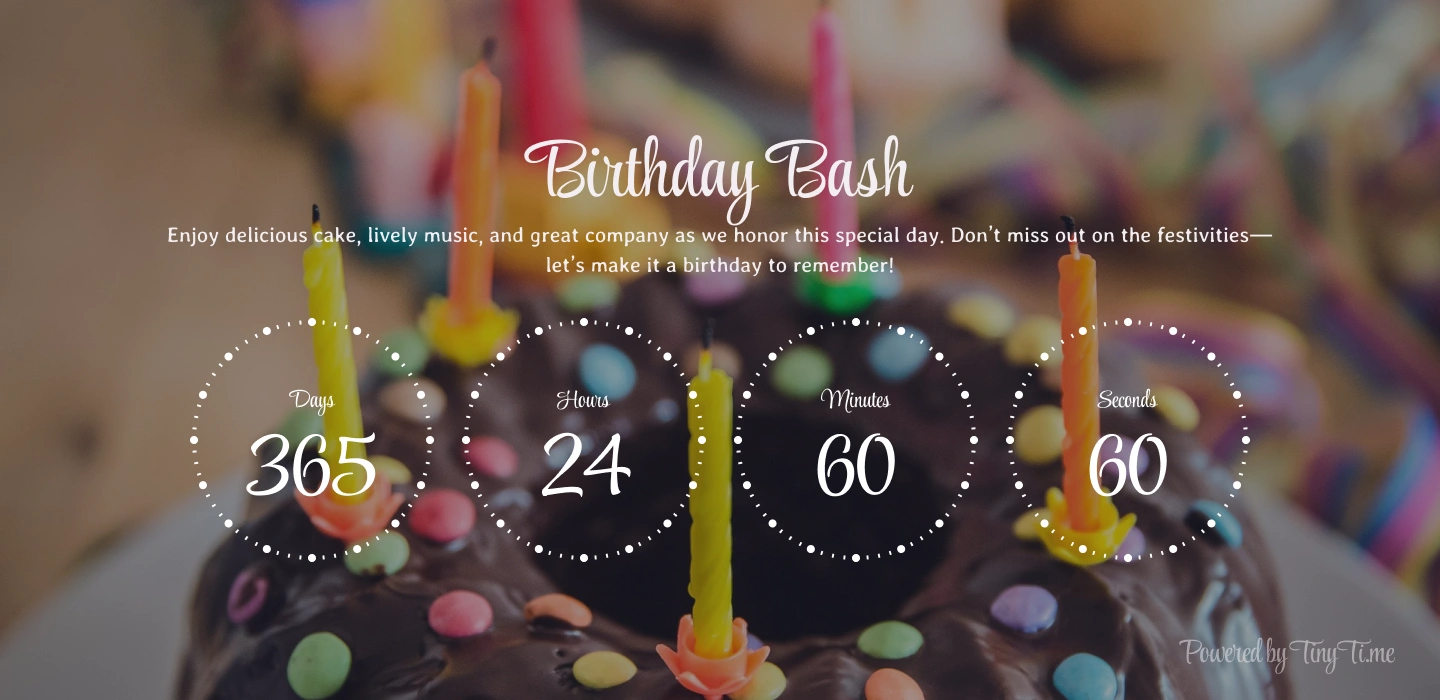 Birthday Bash
Enjoy delicious cake, lively music, and great company as we honor this special day. Don’t miss out on the festivities—
let’s make it a birthday to remember!
Days
Hours
Minutes
Seconds
365
24
60
60
Powered by TinyTi.me